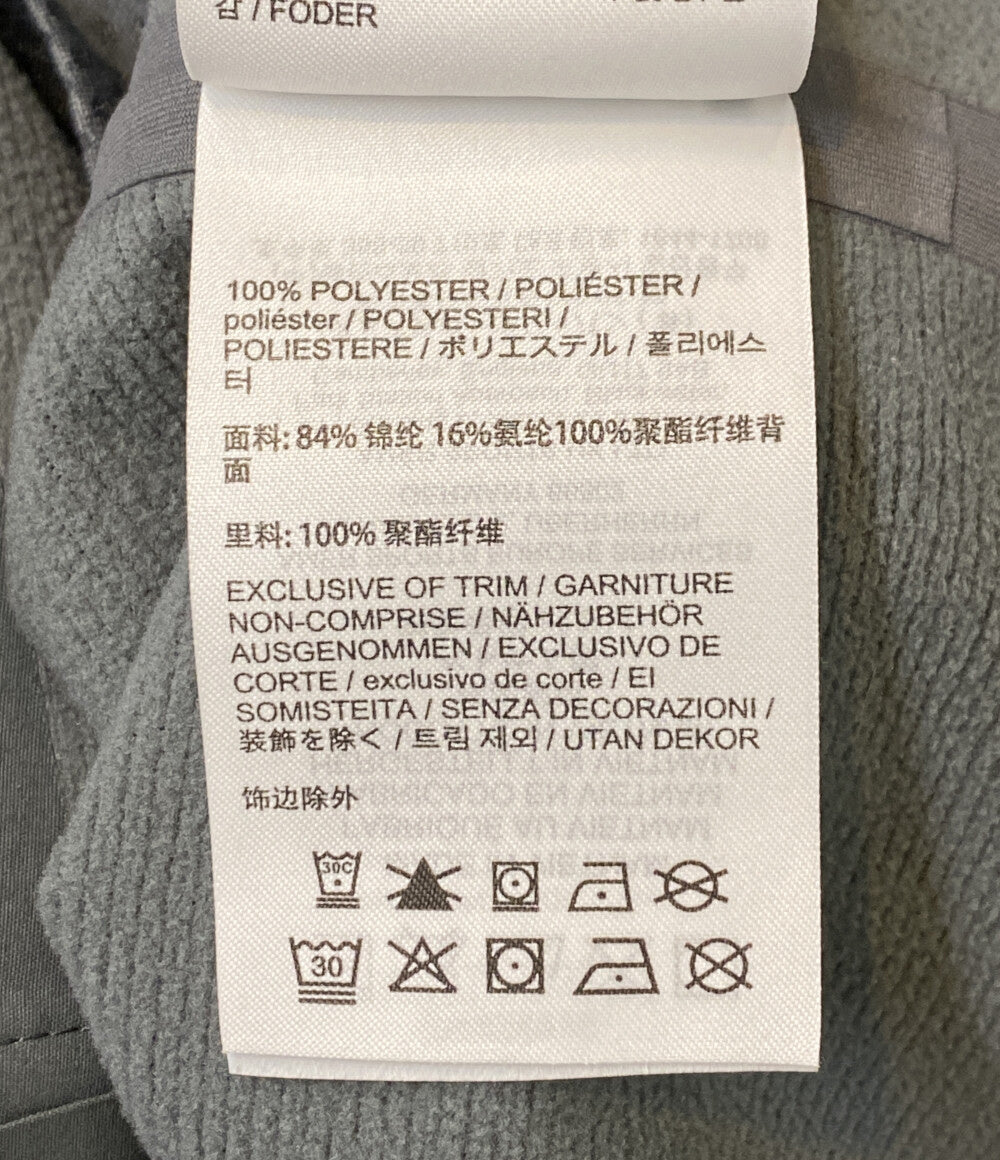 감 / FODER
100% POLYESTER / POLIÉSTER /
poliéster / POLYESTERI /
POLIESTERE / ポリエステル / 폴리에스
터
面料: 84% 锦纶 16%氨纶100%聚酯纤维背
面
里料: 100% 聚酯纤维
EXCLUSIVE OF TRIM / GARNITURE
NON-COMPRISE / NÄHZUBEHÖR
AUSGENOMMEN / EXCLUSIVO DE
CORTE / exclusivo de corte / EI
SOMISTEITA / SENZA DECORAZIONI /
装飾を除く / 트림 제외 / UTAN DEKOR
饰边除外
30C
30